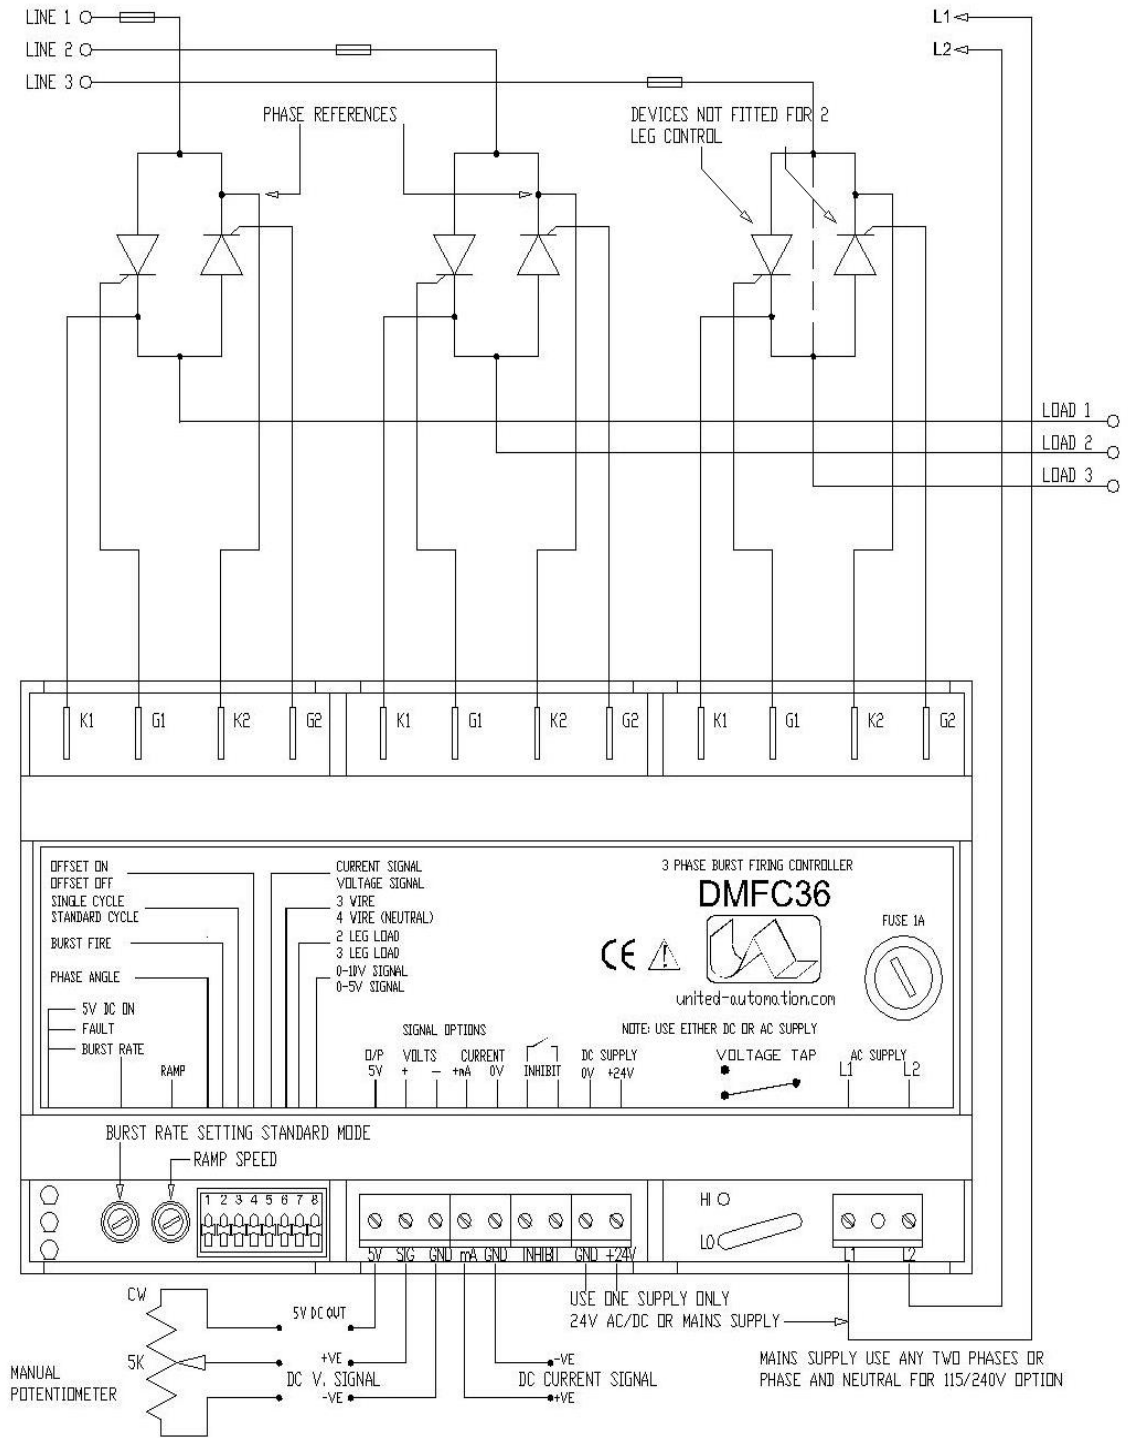 LINE 1
LINE 2
LINE 3
L1
L2
PHASE REFERENCES
DEVICES NOT FITTED FOR 2
LEG CONTROL
LOAD 1
LOAD 2
LOAD 3
K1 G1 K2 G2 K1 G1 K2 G2 K1 G1 K2 G2
OFFSET ON
OFFSET OFF
SINGLE CYCLE
STANDARD CYCLE
BURST FIRE
PHASE ANGLE
5V DC ON
FAULT
BURST RATE
RAMP
CURRENT SIGNAL
VOLTAGE SIGNAL
3 WIRE
4 WIRE (NEUTRAL)
2 LEG LOAD
3 LEG LOAD
0-10V SIGNAL
0-5V SIGNAL
3 PHASE BURST FIRING CONTROLLER
DMFC36
CE
united-automation.com
FUSE 1A
NOTE: USE EITHER DC OR AC SUPPLY
SIGNAL OPTIONS
O/P VOLTS CURRENT DC SUPPLY
5V + - +mA 0V INHIBIT 0V +24V
VOLTAGE TAP
AC SUPPLY
L1 L2
BURST RATE SETTING STANDARD MODE
RAMP SPEED
1 2 3 4 5 6 7 8
HI
LO
5V SIG GND mA GND INHIBIT GND +24V
L1 L2
CW
5K
MANUAL
POTENTIOMETER
5V DC OUT
+VE
DC V. SIGNAL
-VE
-VE
DC CURRENT SIGNAL
+VE
USE ONE SUPPLY ONLY
24V AC/DC OR MAINS SUPPLY
MAINS SUPPLY USE ANY TWO PHASES OR
PHASE AND NEUTRAL FOR 115/240V OPTION